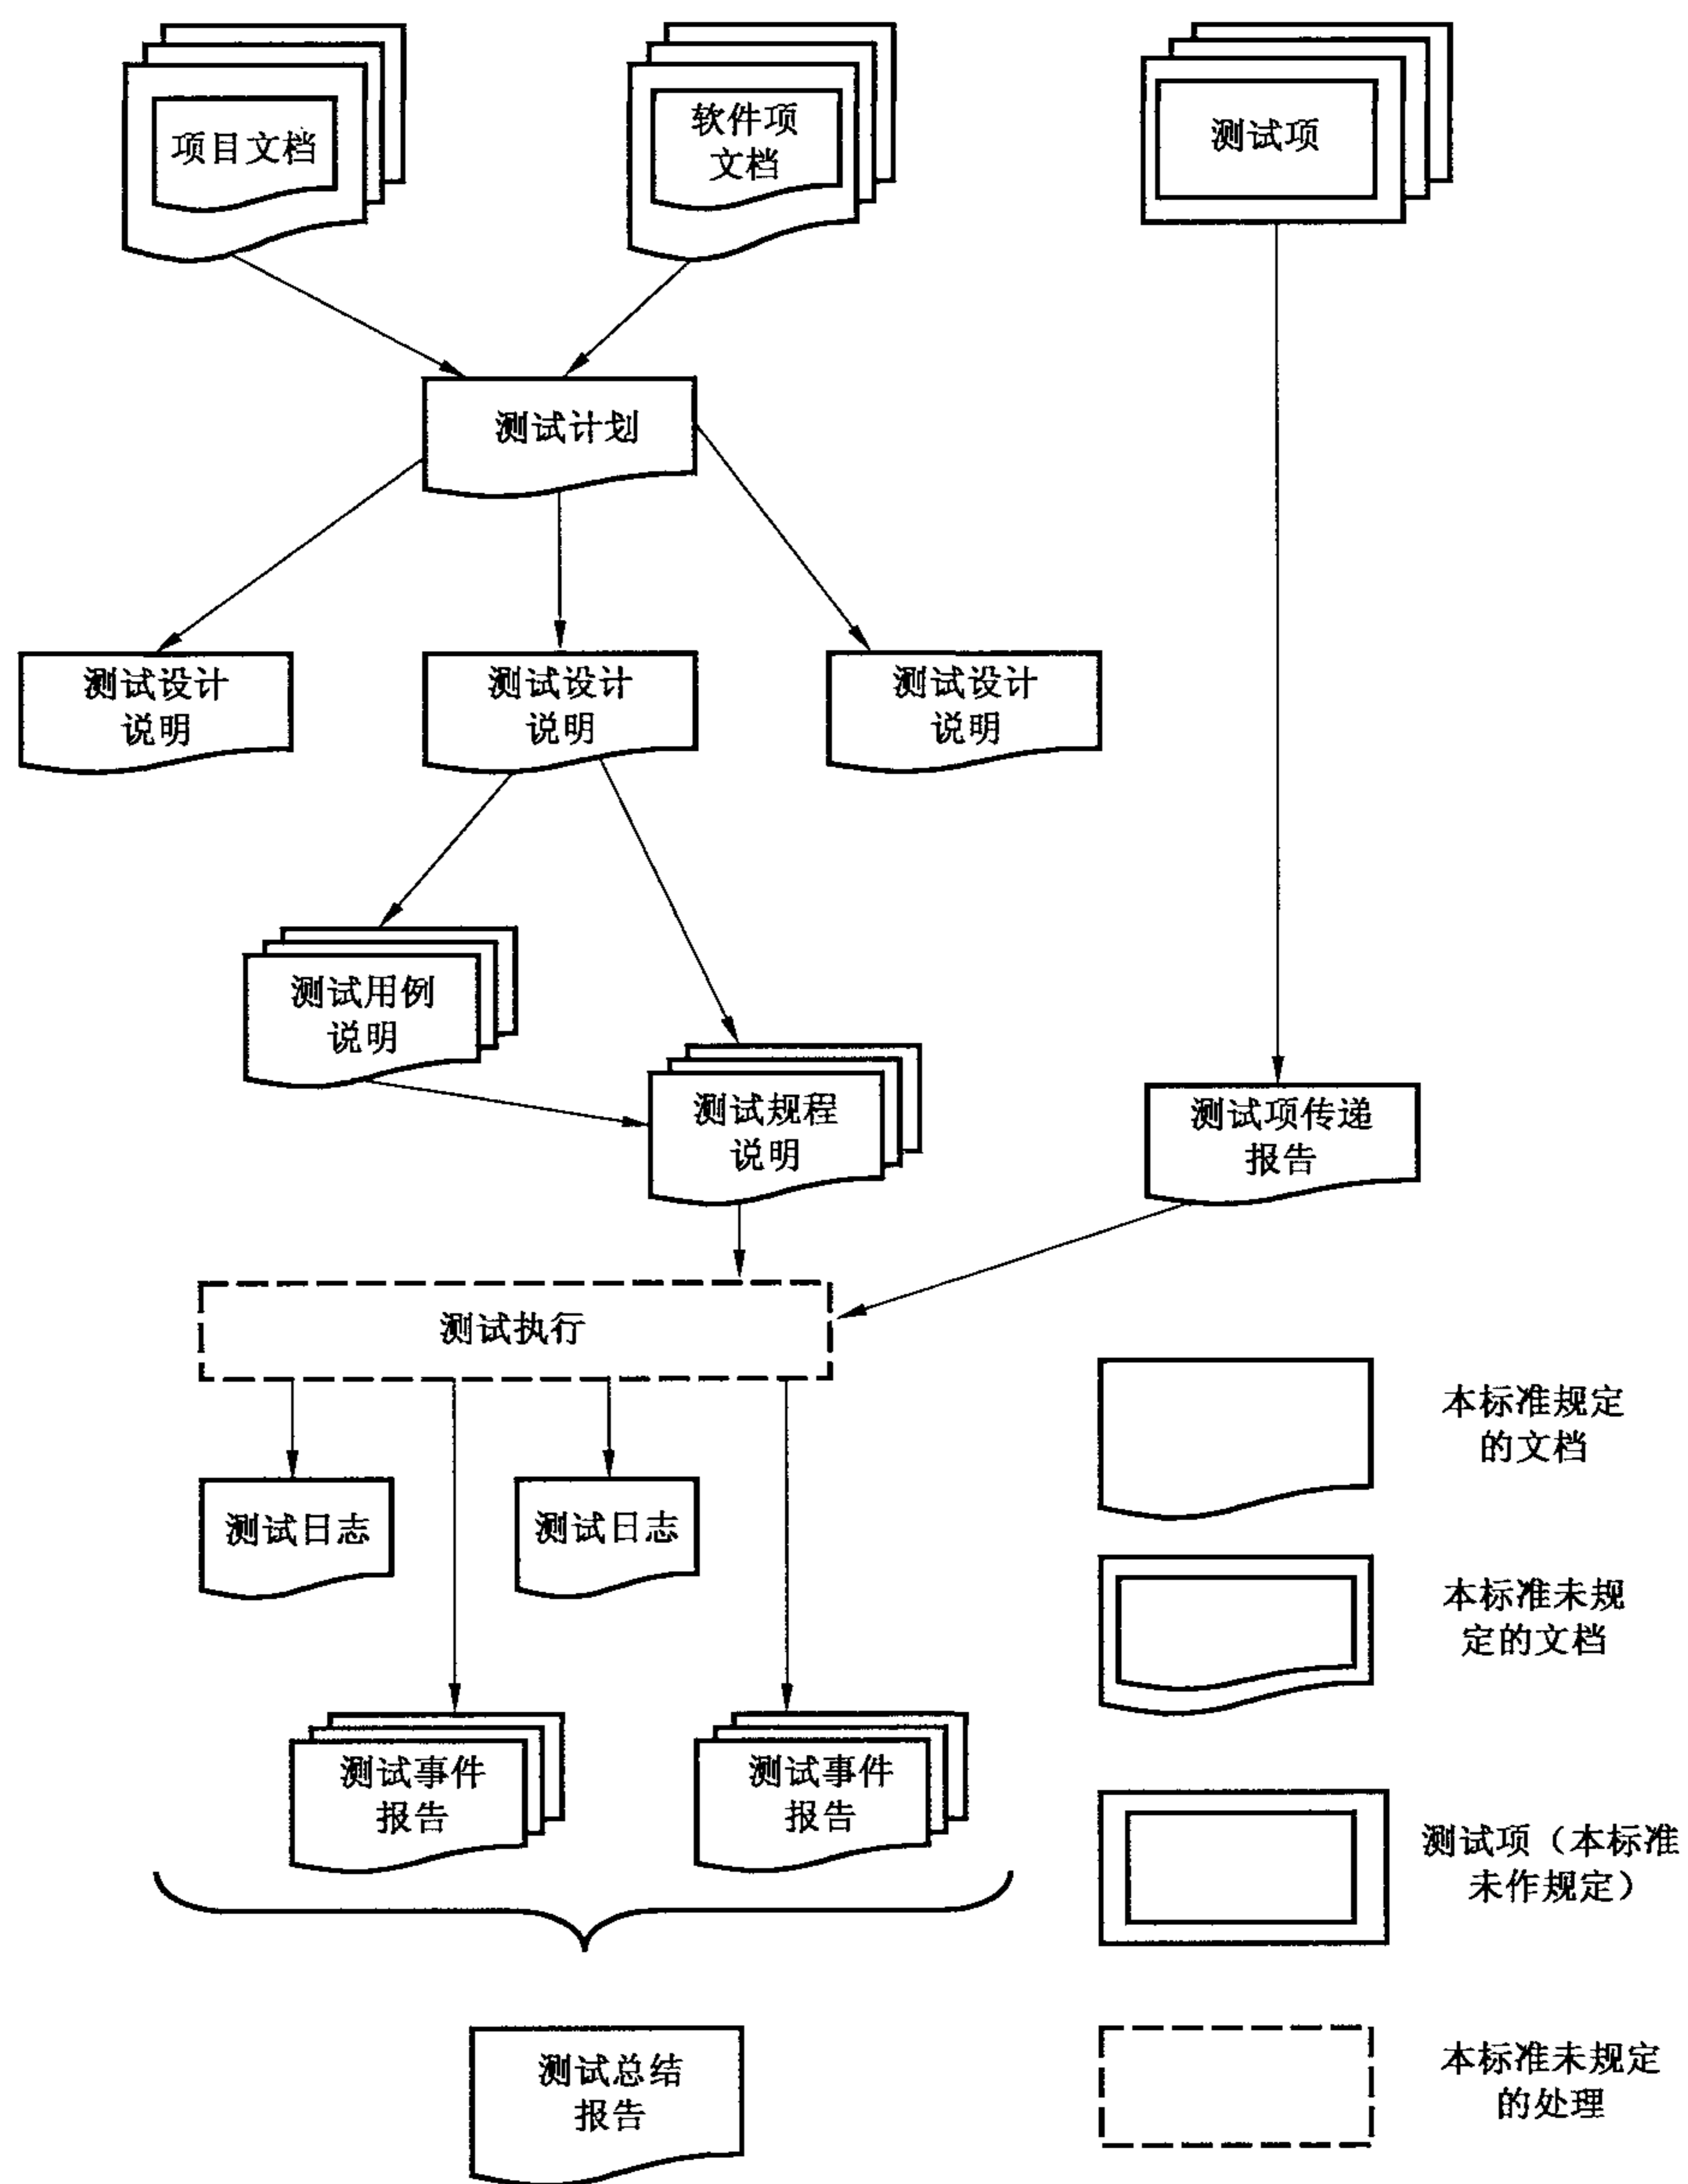 项目文档
软件项
文档
测试项
测试计划
测试设计
说明
测试设计
说明
测试设计
说明
测试用例
说明
测试规程
说明
测试项传递
报告
测试执行
测试日志
测试日志
测试事件
报告
测试事件
报告
测试总结
报告
本标准规定
的文档
本标准未规
定的文档
测试项（本标准
未作规定）
本标准未规定
的处理